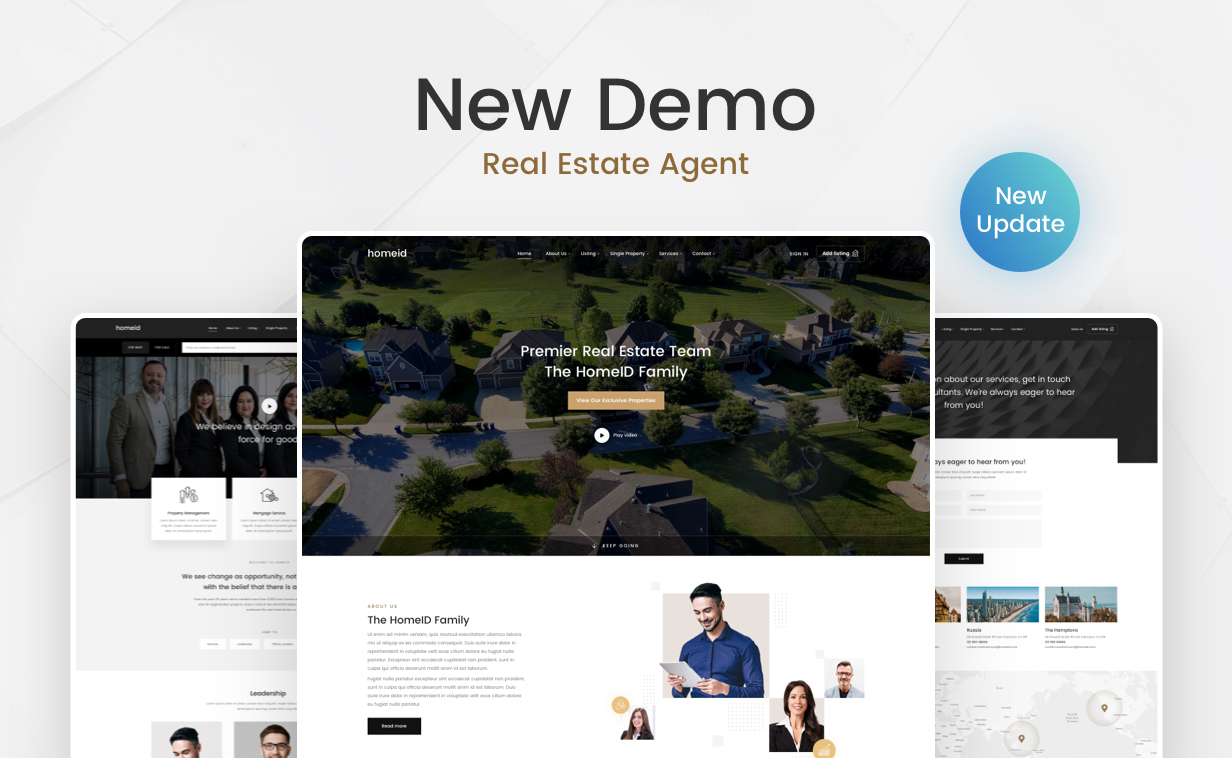 New Demo
Real Estate Agent
New
Update
homeid
Home
About Us
Listing
Single Property
Services
Contact
SIGN IN
Add listing
Premier Real Estate Team
The HomeID Family
View Our Exclusive Properties
Play video
KEEP GOING
ABOUT US
The HomeID Family
Ut enim ad minim veniam, quis nostrud exercitation ullamco laboris
nisi ut aliquip ex ea commodo consequat. Duis aute irure dolor in
reprehenderit in voluptate velit esse cillum dolore eu fugiat nulla
pariatur. Excepteur sint occaecat cupidatat non proident, sunt in
culpa qui officia deserunt mollit anim id est laborum.
Fugiat nulla pariatur excepteur sint occaecat cupidatat non proident,
sunt in culpa qui officia deserunt mollit anim id est laborum. Duis
aute irure dolor in reprehenderit in voluptate velit esse cillum dolore
eu fugiat nulla pariatur.
Read more
homeid
Home
About Us
Listing
Single Property
We believe in design as
force for good
Property Management
Mortgage Service
WELCOME TO HOMEID
We see change as opportunity, not
with the belief that there is a
Services
Leadership
Leadership
Listing
Single Property
Services
Contact
SIGN IN
Add listing
n about our services, get in touch
ultants. We're always eager to hear
from you!
ays eager to hear from you!
Submit
Russia
The Hamptons